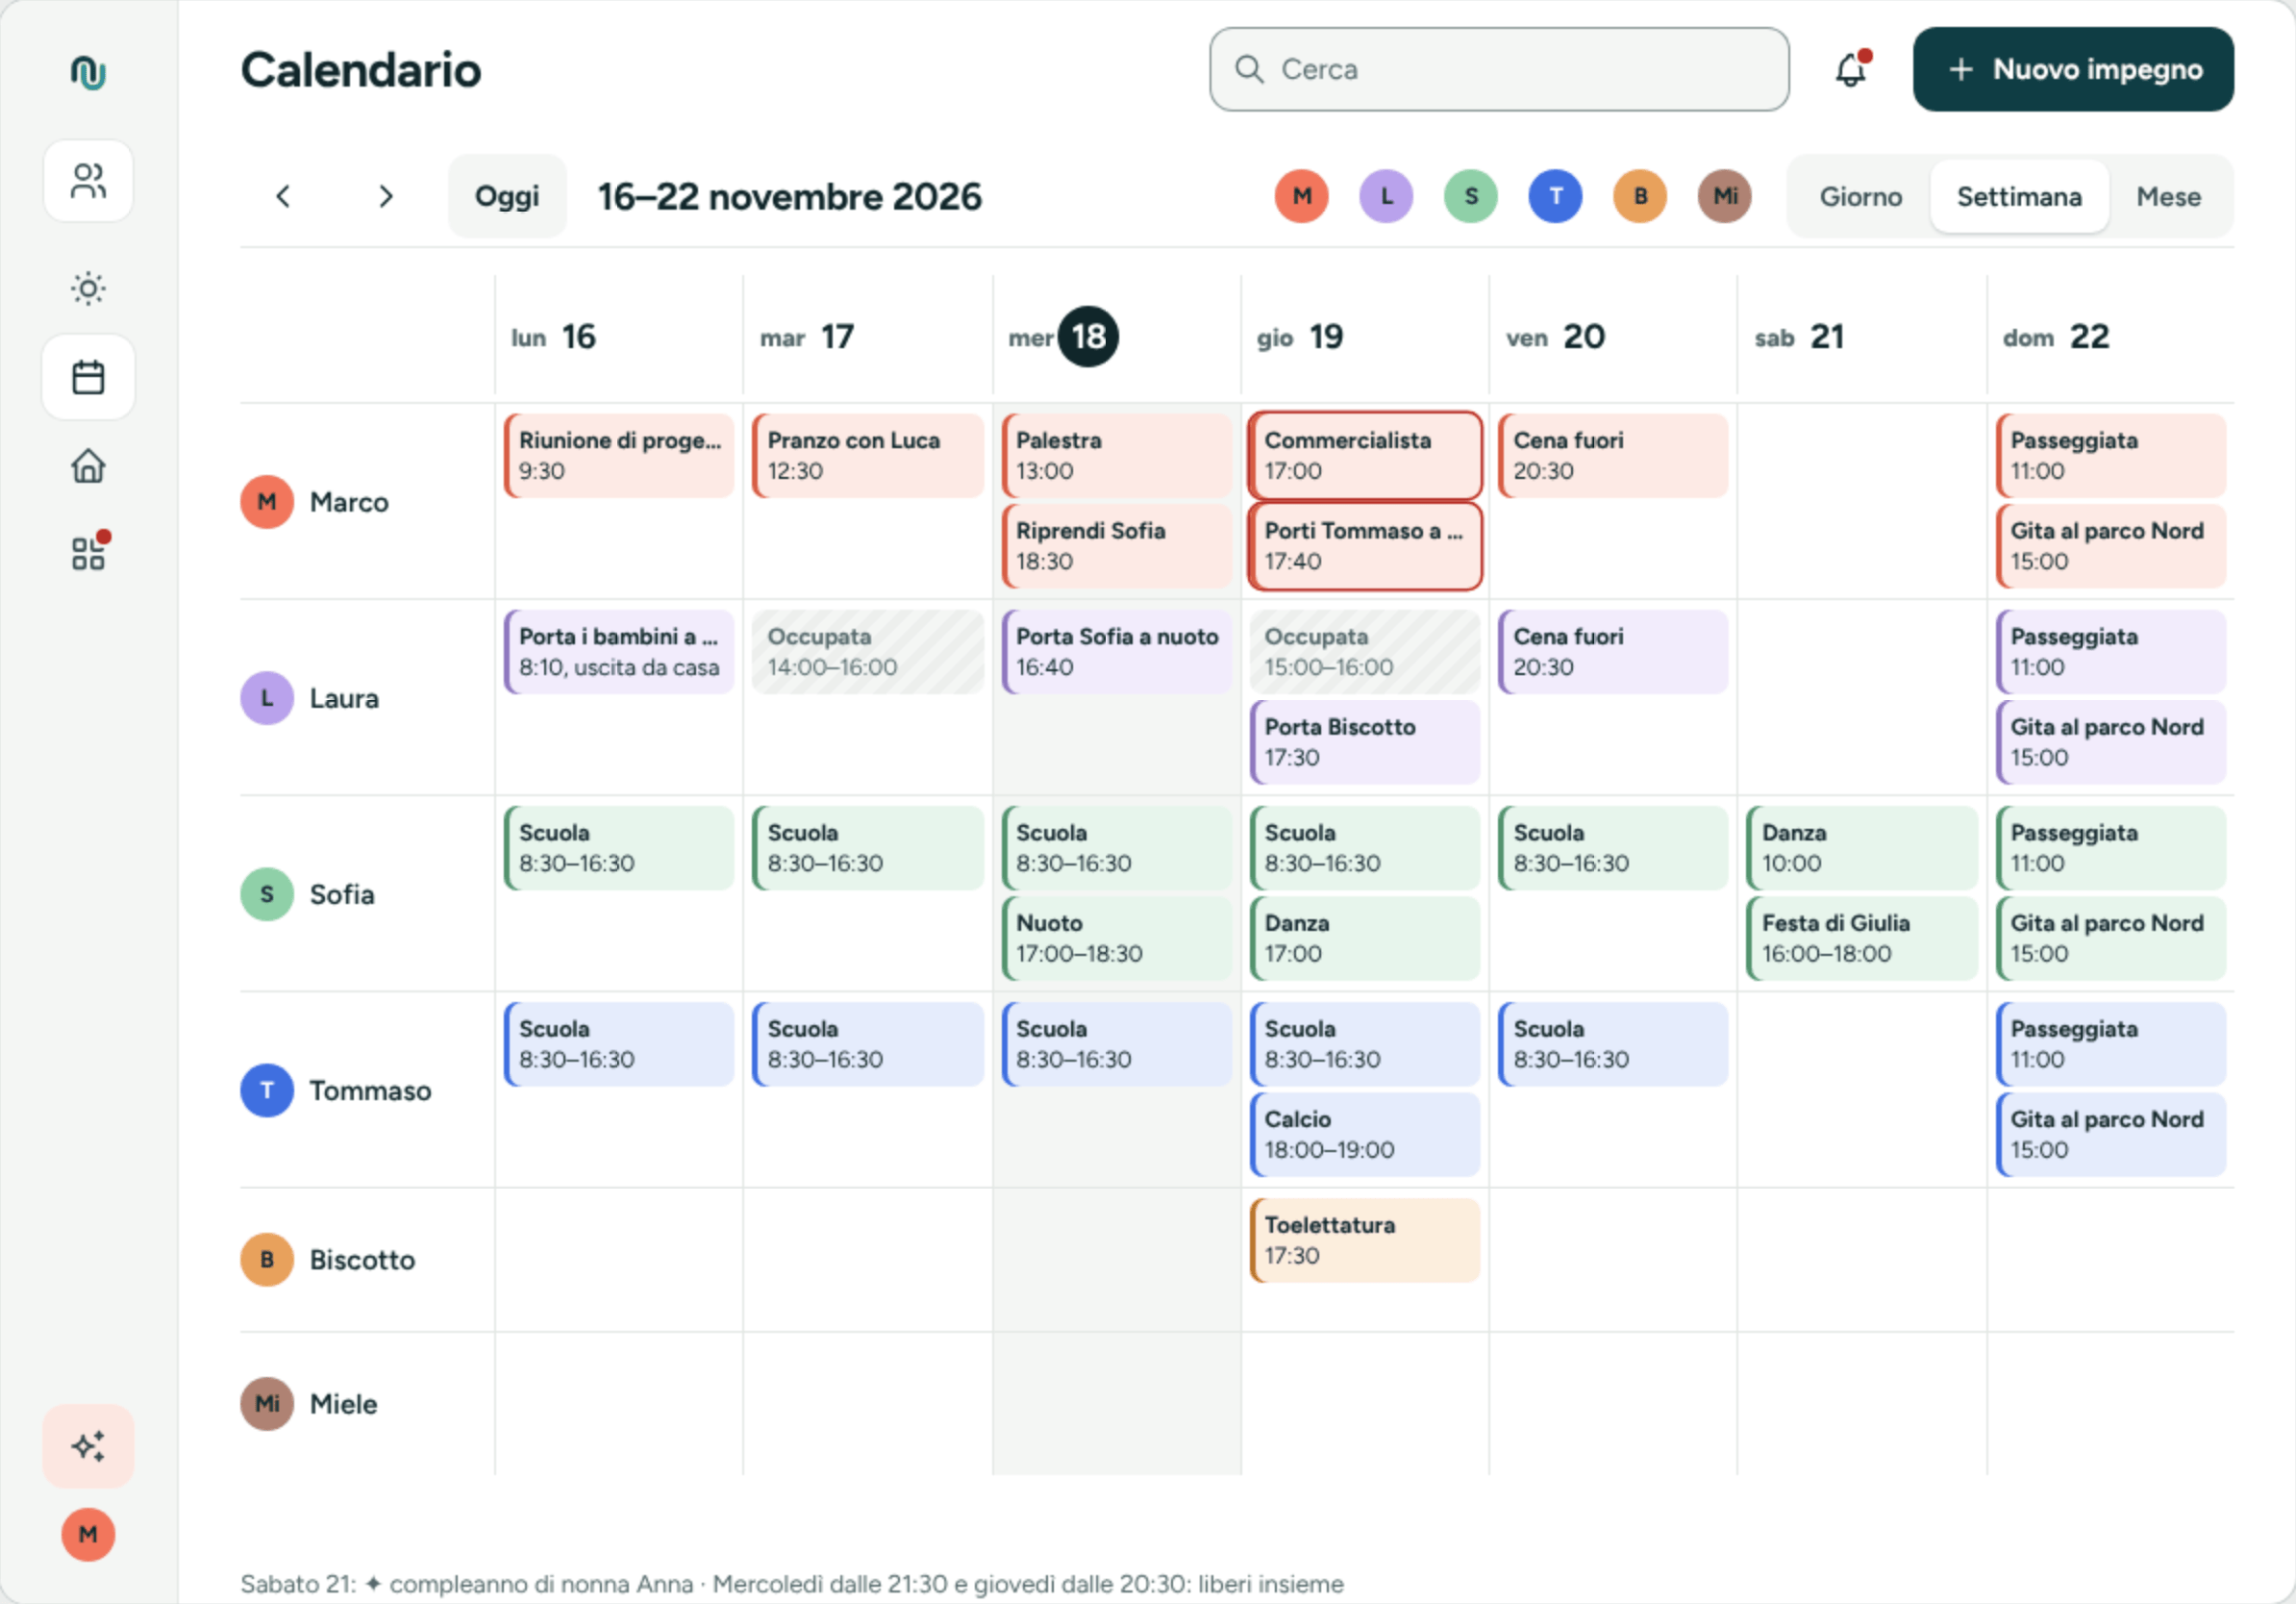 Calendario
Cerca
Nuovo impegno
Oggi
16–22 novembre 2026
M
L
S
T
B
Mi
Giorno
Settimana
Mese
lun 16
mar 17
mer 18
gio 19
ven 20
sab 21
dom 22
M
Marco
Riunione di proge...
9:30
Pranzo con Luca
12:30
Palestra
13:00
Riprendi Sofia
18:30
Commercialista
17:00
Porti Tommaso a ...
17:40
Cena fuori
20:30
Passeggiata
11:00
Gita al parco Nord
15:00
L
Laura
Porta i bambini a ...
8:10, uscita da casa
Occupata
14:00–16:00
Porta Sofia a nuoto
16:40
Occupata
15:00–16:00
Porta Biscotto
17:30
Cena fuori
20:30
Passeggiata
11:00
Gita al parco Nord
15:00
S
Sofia
Scuola
8:30–16:30
Scuola
8:30–16:30
Scuola
8:30–16:30
Nuoto
17:00–18:30
Scuola
8:30–16:30
Danza
17:00
Scuola
8:30–16:30
Danza
10:00
Festa di Giulia
16:00–18:00
Passeggiata
11:00
Gita al parco Nord
15:00
T
Tommaso
Scuola
8:30–16:30
Scuola
8:30–16:30
Scuola
8:30–16:30
Scuola
8:30–16:30
Calcio
18:00–19:00
Scuola
8:30–16:30
Passeggiata
11:00
Gita al parco Nord
15:00
B
Biscotto
Toelettatura
17:30
Mi
Miele
M
Sabato 21: ✦ compleanno di nonna Anna · Mercoledì dalle 21:30 e giovedì dalle 20:30: liberi insieme